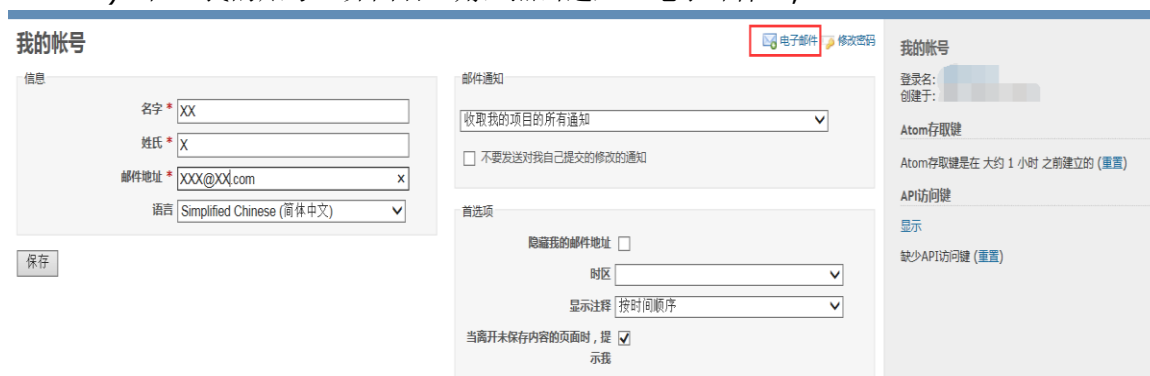 我的帐号
电子邮件
修改密码
信息
名字 * XX
姓氏 * X
邮件地址 * XXX@XX.com x
语言 Simplified Chinese (简体中文)
保存
邮件通知
收取我的项目的所有通知
不要发送对我自己提交的修改的通知
首选项
隐藏我的邮件地址
时区
显示注释 按时间顺序
当离开未保存内容的页面时，提
示我
我的帐号
登录名:
创建于:
Atom存取键
Atom存取键是在 大约 1 小时 之前建立的 (重置)
API访问键
显示
缺少API访问键 (重置)